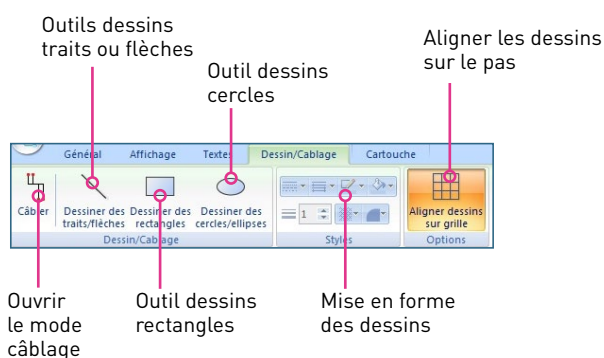 Outils dessins
traits ou flèches
Outil dessins
cercles
Aligner les dessins
sur le pas
Général Affichage Textes Dessin/Cablage Cartouche
Câbler
Dessiner des
traits/flèches
Dessiner des
rectangles
Dessiner des
cercles/ellipses
1
Aligner dessins
sur grille
Dessin/Cablage Styles Options
Ouvrir
le mode
câblage
Outil dessins
rectangles
Mise en forme
des dessins